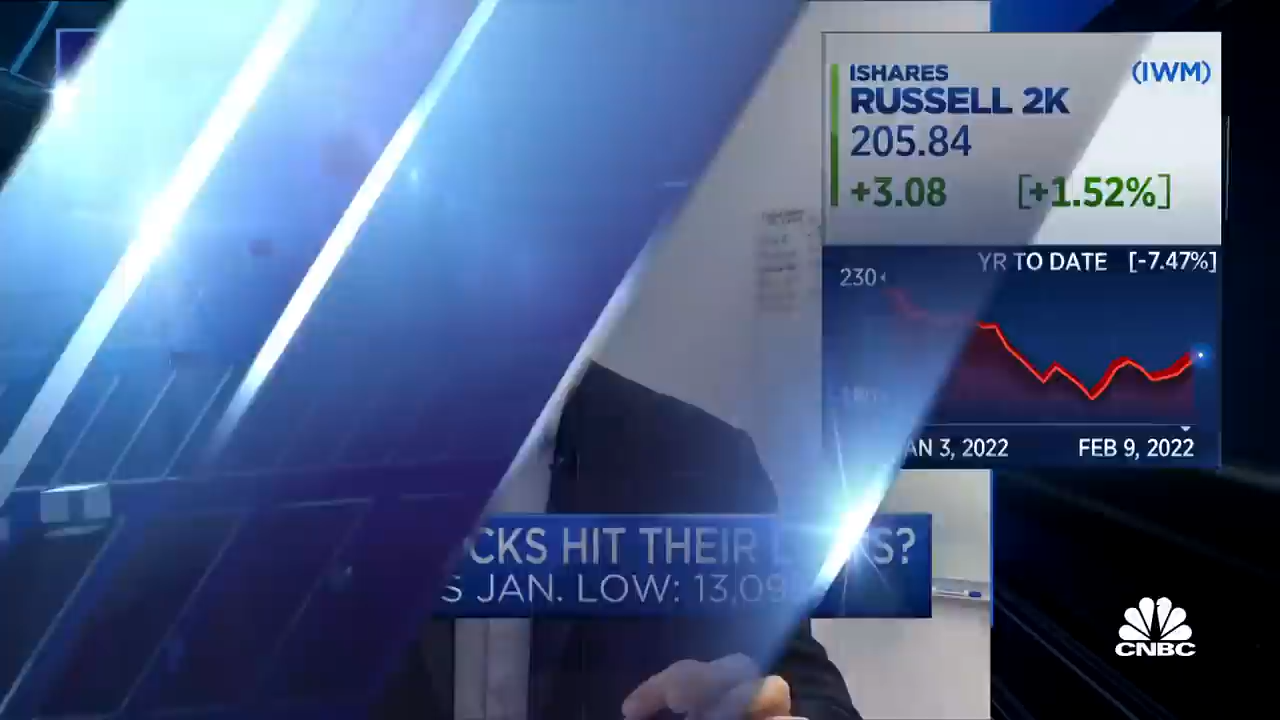 ISHARES
(IWM)
RUSSELL 2K
205.84
+3.08 [+1.52%]
YR TO DATE [-7.47%]
230
AN 3, 2022
FEB 9, 2022
CKS HIT THEIR
S?
S JAN. LOW: 13,09
CNBC